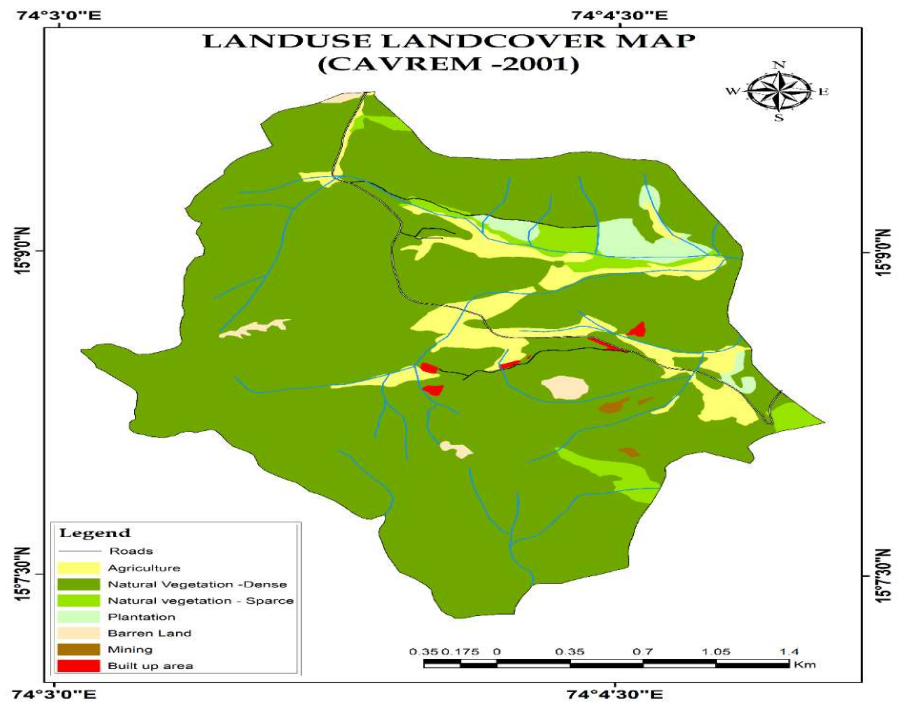 74°3'0"E 74°4'30"E
LANDUSE LANDCOVER MAP
(CAVREM -2001)
N
W E
S
15°9'0"N 15°9'0"N
15°7'30"N 15°7'30"N
Legend
Roads
Agriculture
Natural Vegetation -Dense
Natural vegetation - Sparce
Plantation
Barren Land
Mining
Built up area
0.35 0.175 0 0.35 0.7 1.05 1.4
Km
74°3'0"E 74°4'30"E